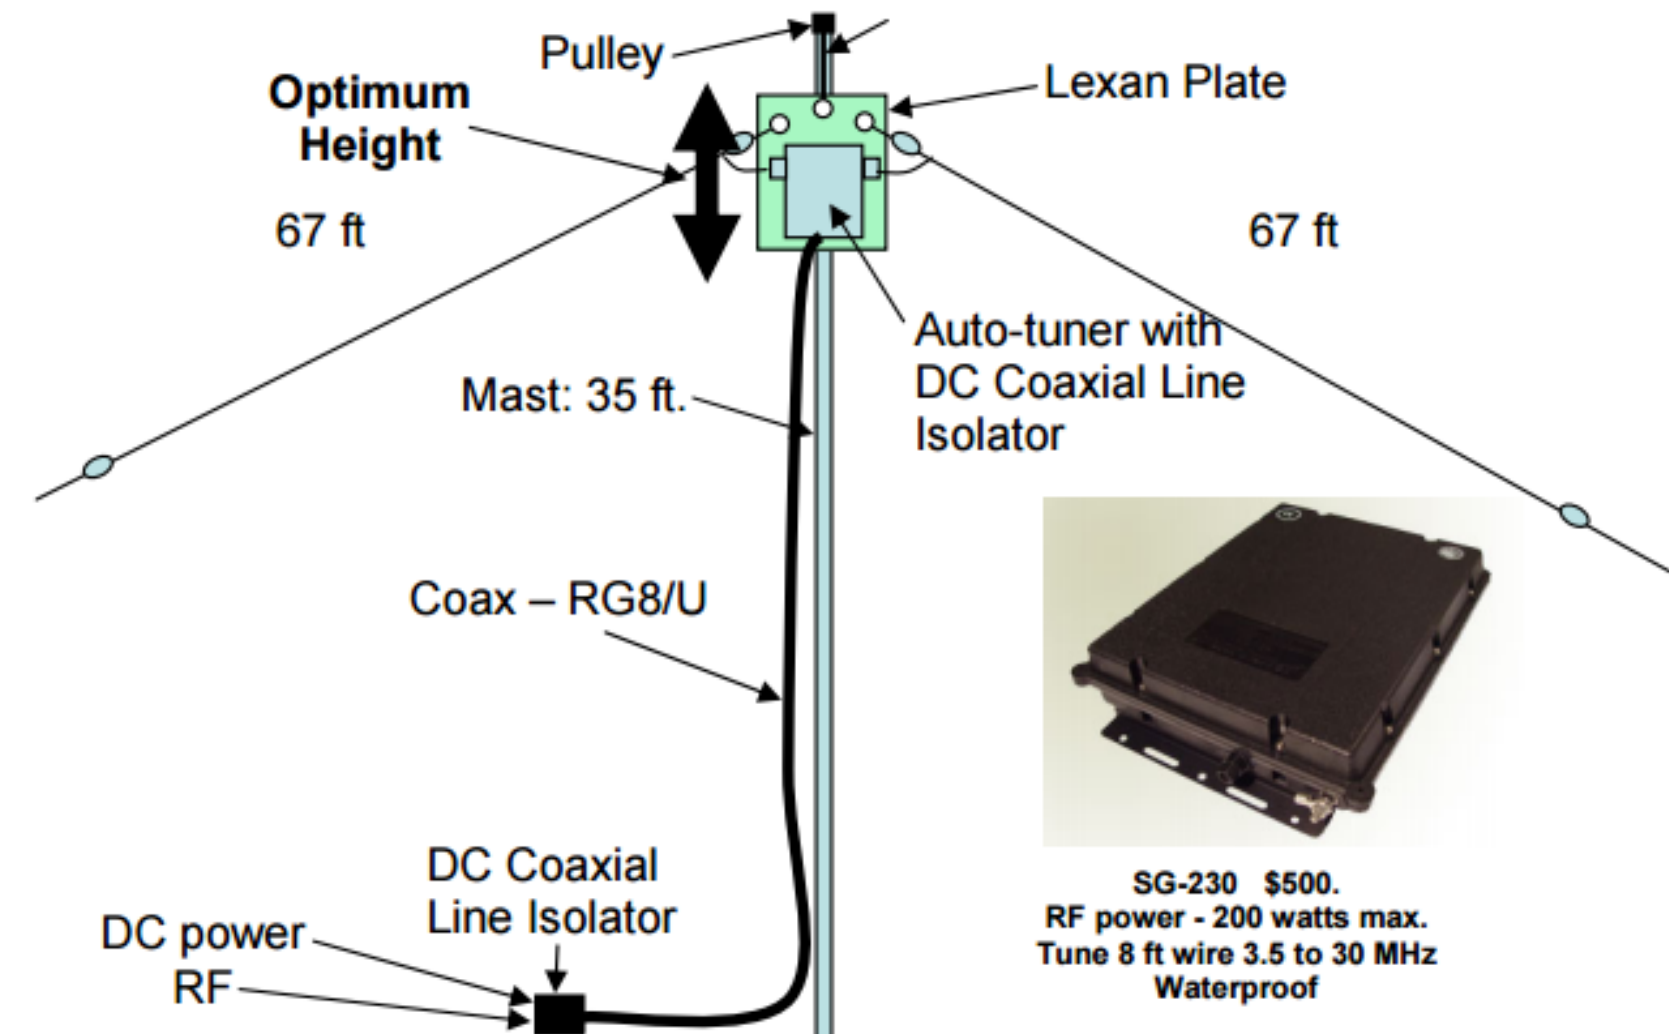 Pulley
Lexan Plate
Optimum
Height
67 ft
67 ft
Auto-tuner with
DC Coaxial Line
Isolator
Mast: 35 ft.
Coax – RG8/U
DC Coaxial
Line Isolator
DC power
RF
SG-230 $500.
RF power - 200 watts max.
Tune 8 ft wire 3.5 to 30 MHz
Waterproof